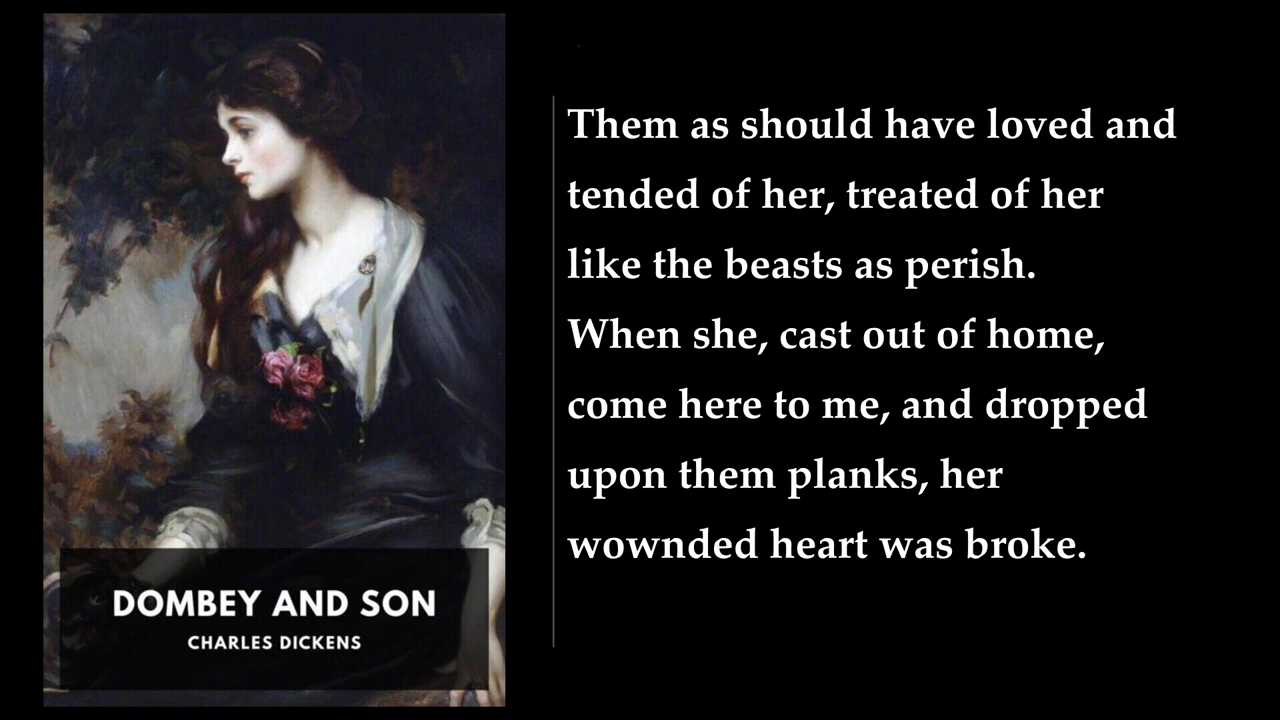 DOMBEY AND SON
CHARLES DICKENS
Them as should have loved and
tended of her, treated of her
like the beasts as perish.
When she, cast out of home,
come here to me, and dropped
upon them planks, her
wownded heart was broke.